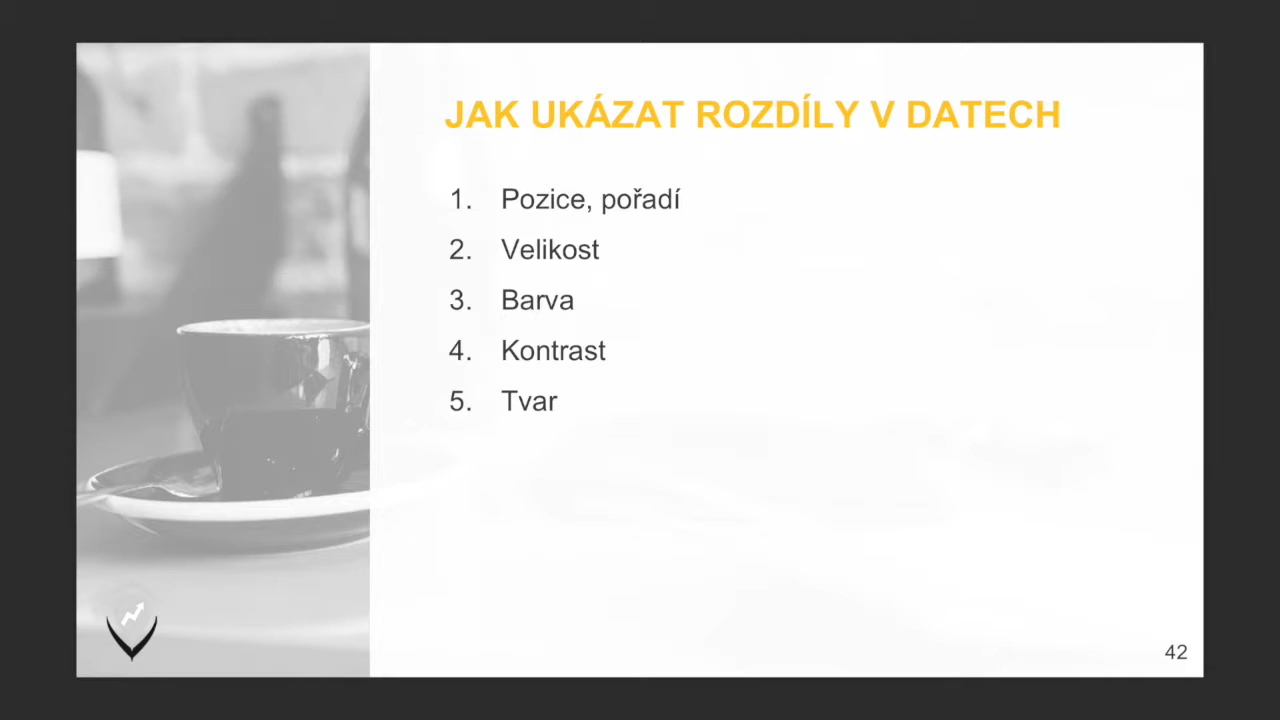 JAK UKÁZAT ROZDÍLY V DATECH
1. Pozice, pořadí
2. Velikost
3. Barva
4. Kontrast
5. Tvar
42